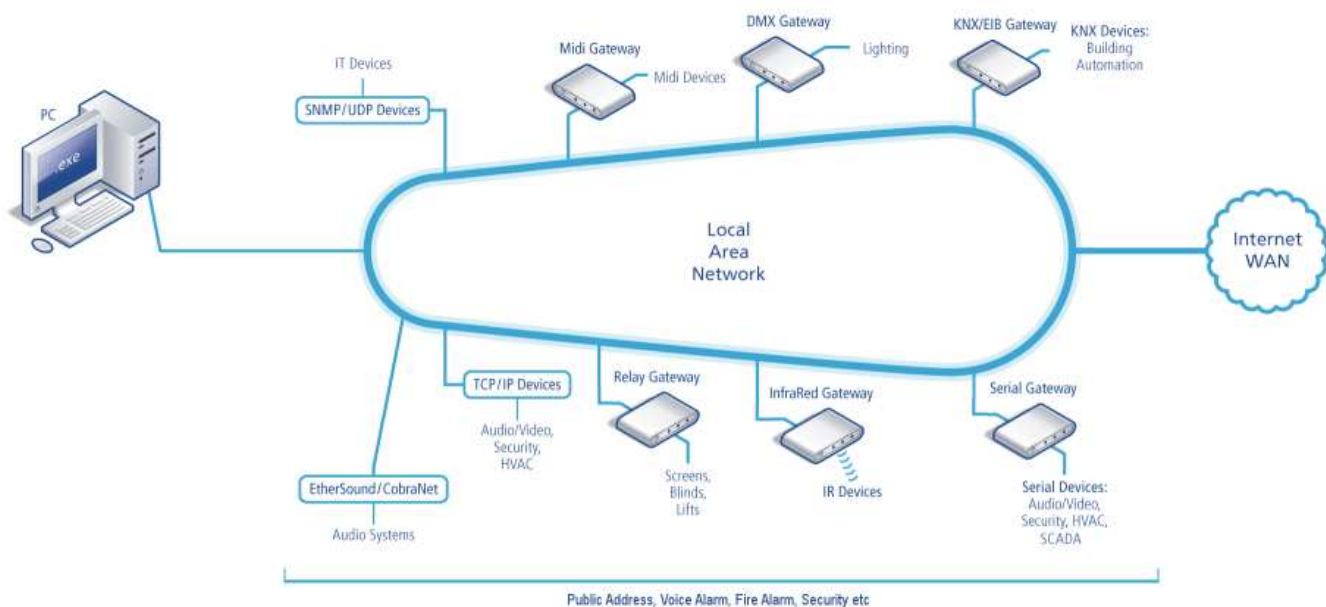 DMX Gateway
Lighting
KNX/EIB Gateway
KNX Devices:
Building
Automation
Midi Gateway
Midi Devices
IT Devices
SNMP/UDP Devices
PC
.exe
Local
Area
Network
Internet
WAN
TCP/IP Devices
Audio/Video,
Security,
HVAC
Relay Gateway
Screens,
Blinds,
Lifts
InfraRed Gateway
IR Devices
Serial Gateway
Serial Devices:
Audio/Video,
Security, HVAC,
SCADA
EtherSound/CobraNet
Audio Systems
Public Address, Voice Alarm, Fire Alarm, Security etc